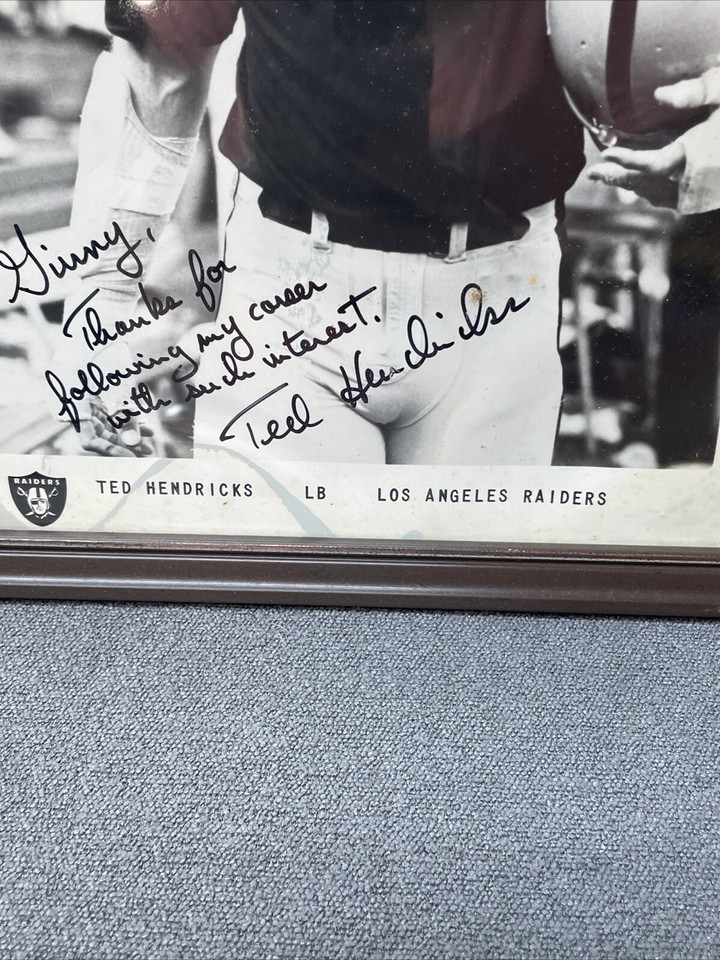 Ginny,
Thanks for
following my career
with such interest.
Ted Hendricks
RAIDERS
TED HENDRICKS LB LOS ANGELES RAIDERS